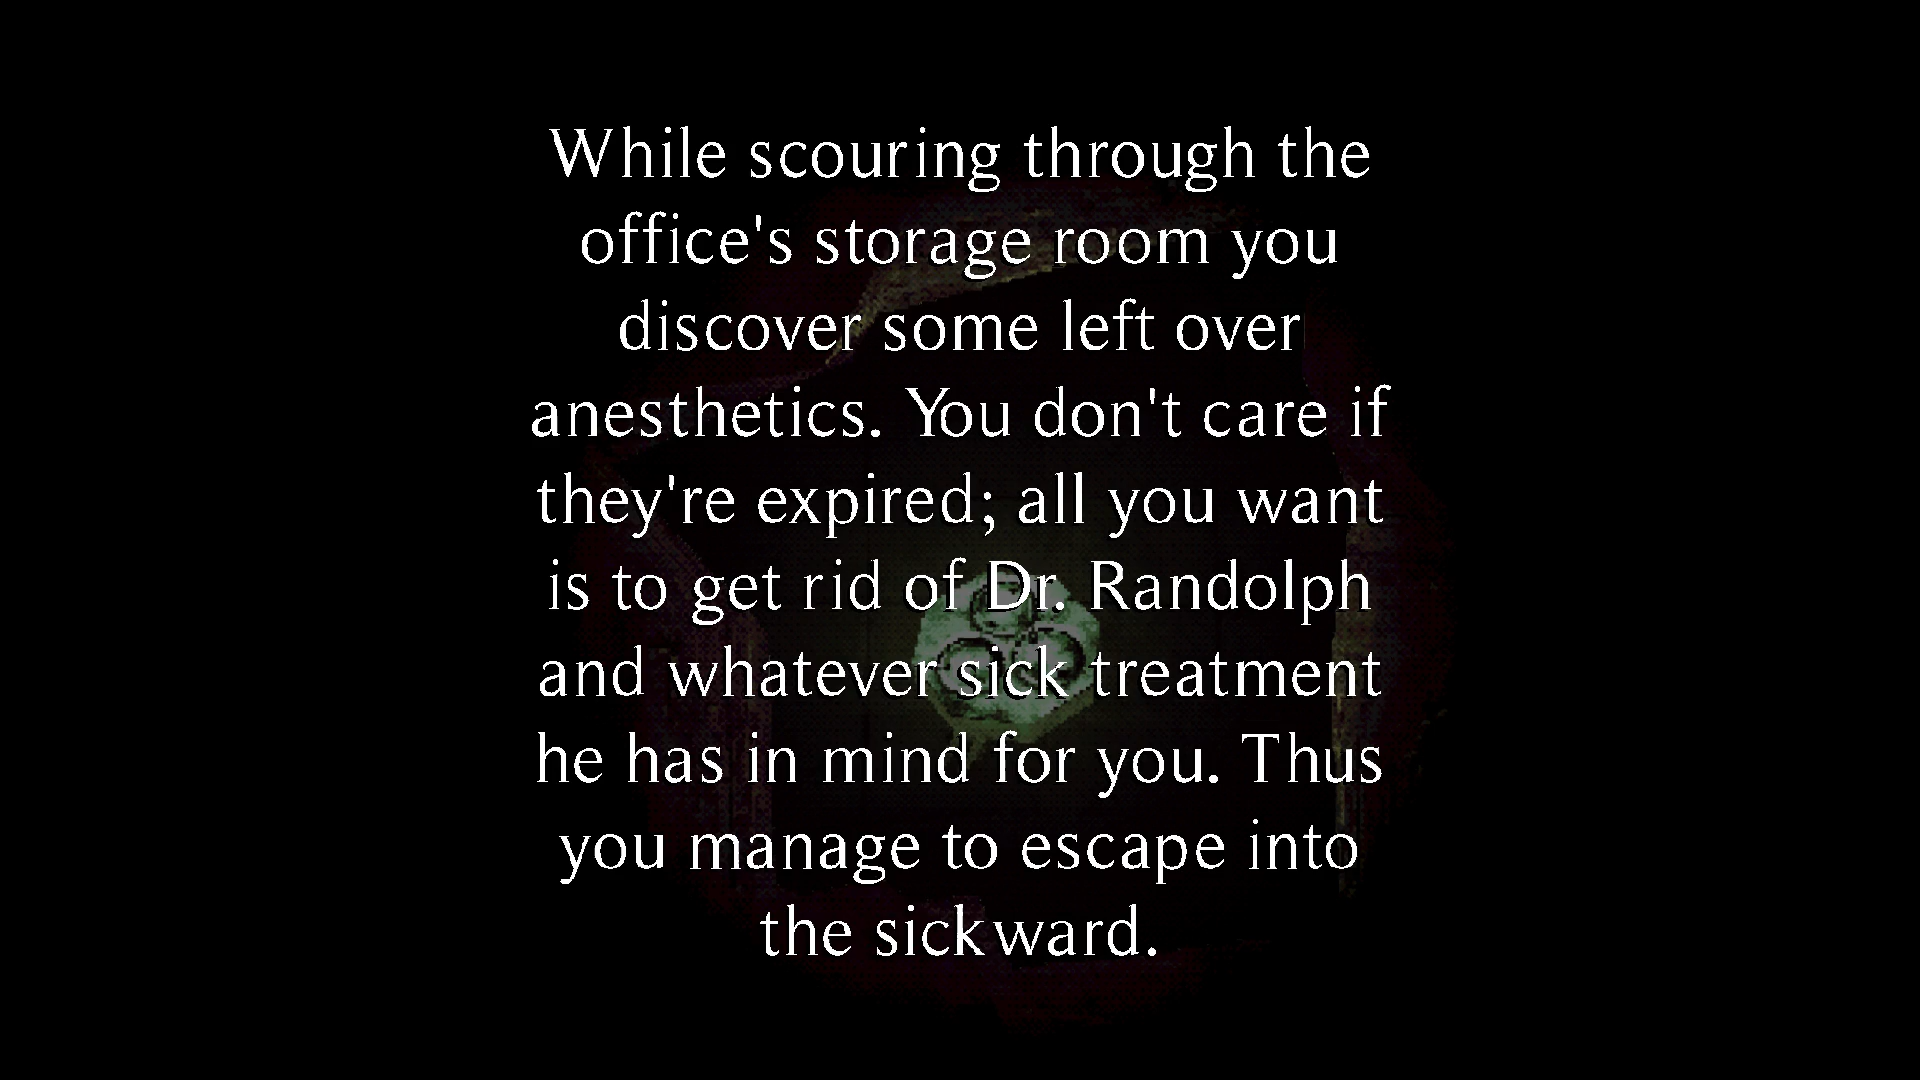 While scouring through the
office's storage room you
discover some left over
anesthetics. You don't care if
they're expired; all you want
is to get rid of Dr. Randolph
and whatever sick treatment
he has in mind for you. Thus
you manage to escape into
the sickward.